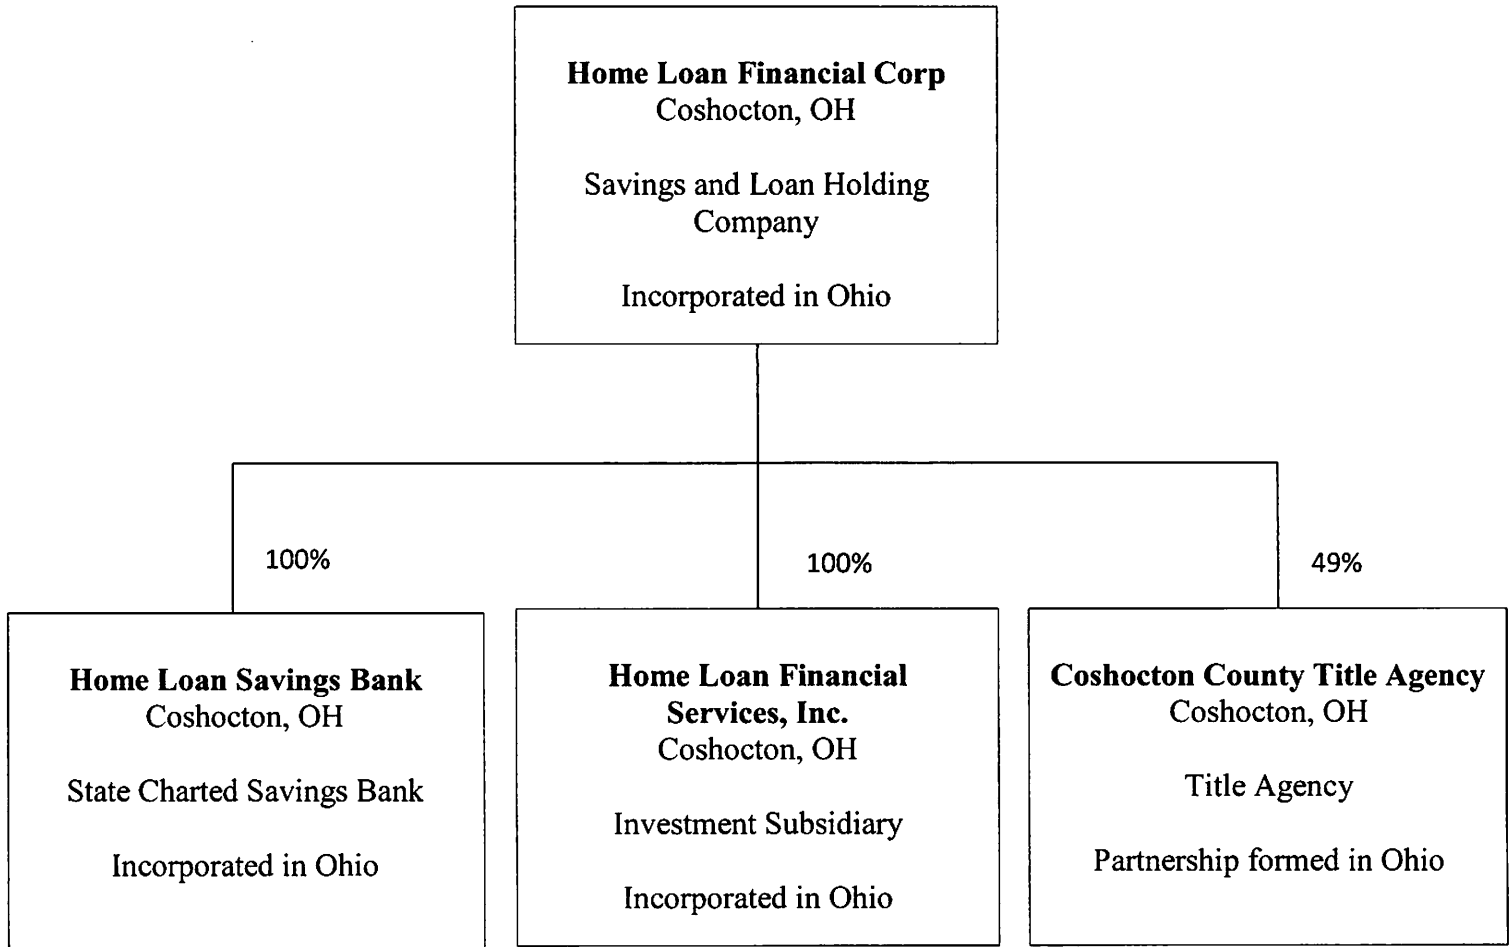 Home Loan Financial Corp
Coshocton, OH
Savings and Loan Holding
Company
Incorporated in Ohio
100%
100%
49%
Home Loan Savings Bank
Coshocton, OH
State Charted Savings Bank
Incorporated in Ohio
Home Loan Financial
Services, Inc.
Coshocton, OH
Investment Subsidiary
Incorporated in Ohio
Coshocton County Title Agency
Coshocton, OH
Title Agency
Partnership formed in Ohio